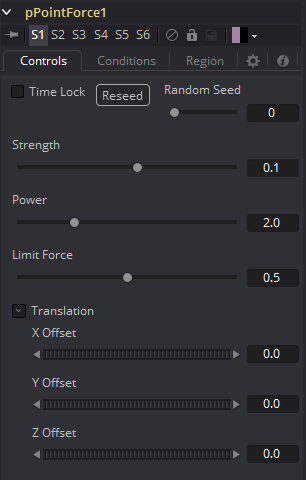 pPointForce1
S1 S2 S3 S4 S5 S6
Controls Conditions Region
Time Lock Reseed Random Seed
0
Strength
0.1
Power
2.0
Limit Force
0.5
Translation
X Offset
0.0
Y Offset
0.0
Z Offset
0.0